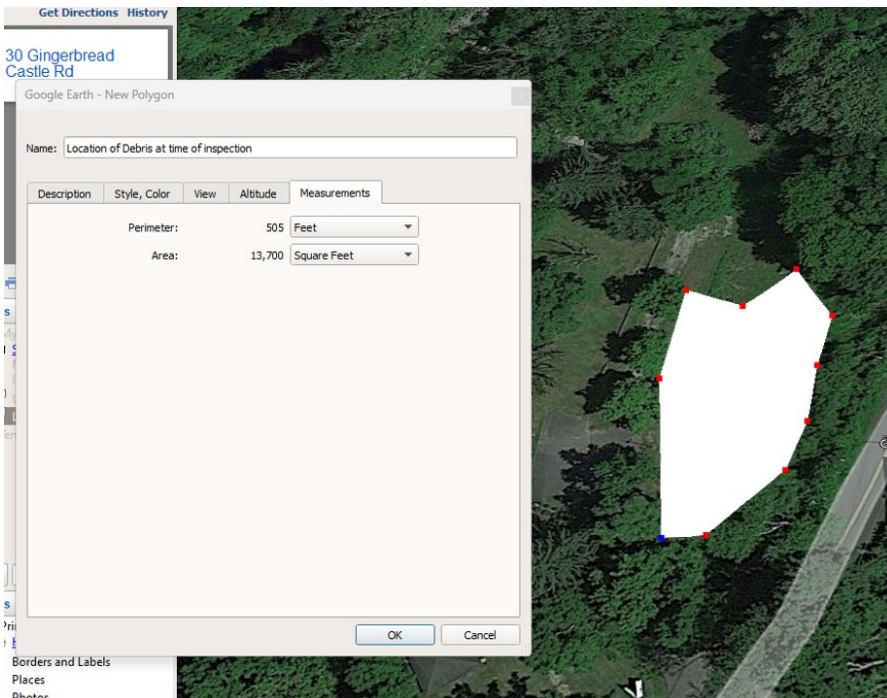 Get Directions History
30 Gingerbread
Castle Rd
Google Earth - New Polygon
Name: Location of Debris at time of inspection
Description Style, Color View Altitude Measurements
Perimeter: 505 Feet
Area: 13,700 Square Feet
OK Cancel
Borders and Labels
Places
Photos